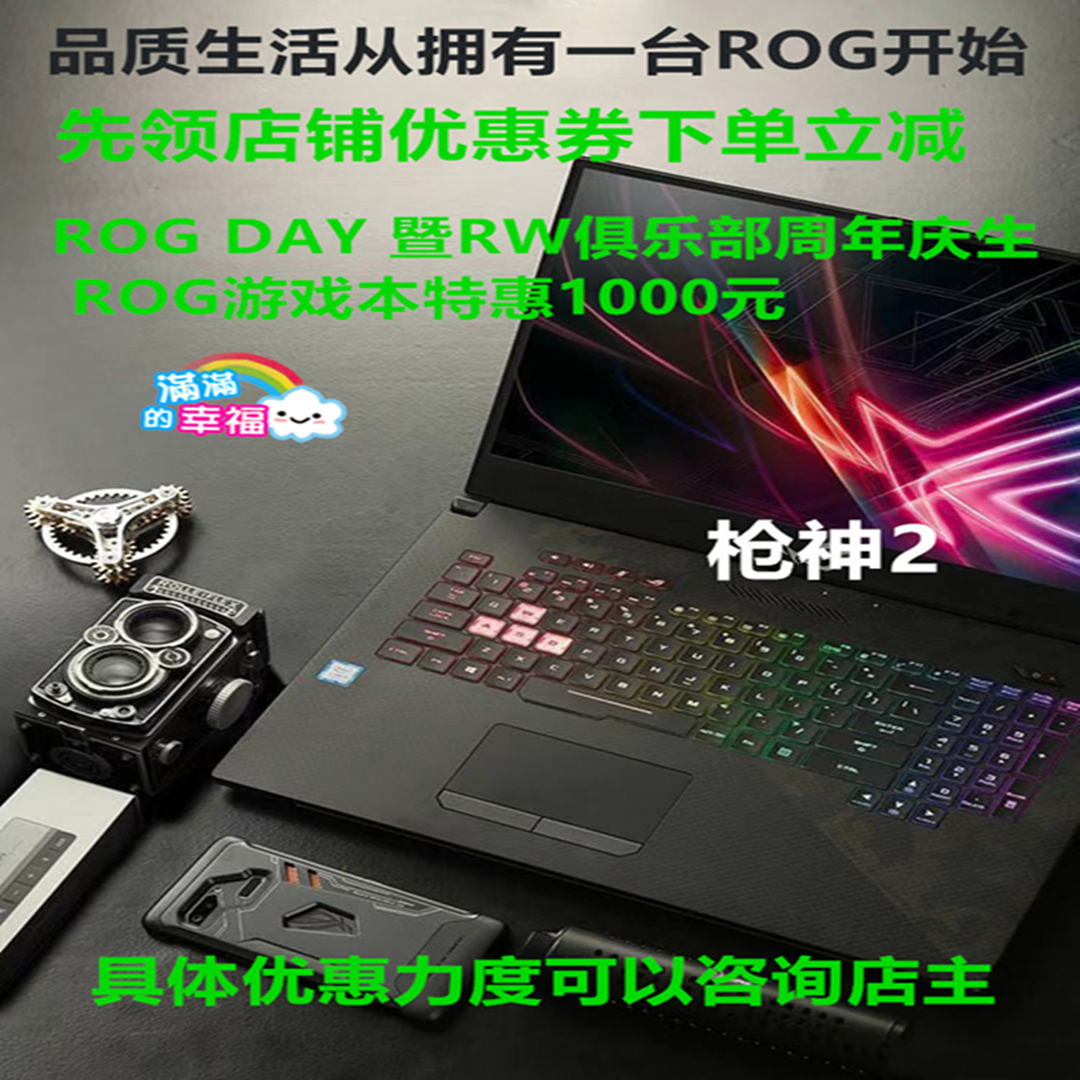 品质生活从拥有一台ROG开始
先领店铺优惠券下单立减
ROG DAY 暨RW俱乐部周年庆生
ROG游戏本特惠1000元
滿滿
的幸福
枪神2
ROLLEIFLEX
具体优惠力度可以咨询店主